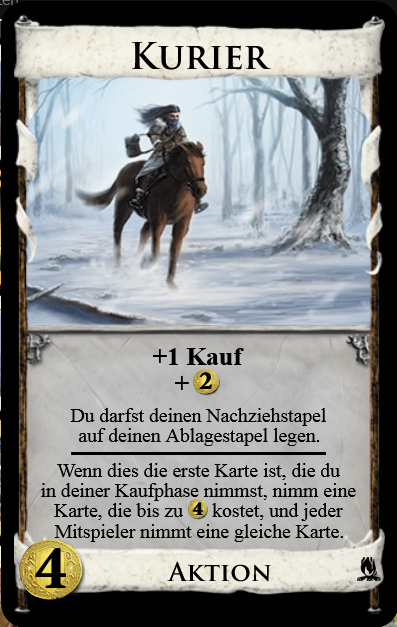 KURIER
+1 Kauf
+ 2
Du darfst deinen Nachziehstapel
auf deinen Ablagestapel legen.
Wenn dies die erste Karte ist, die du
in deiner Kaufphase nimmst, nimm eine
Karte, die bis zu 4 kostet, und jeder
Mitspieler nimmt eine gleiche Karte.
4 AKTION